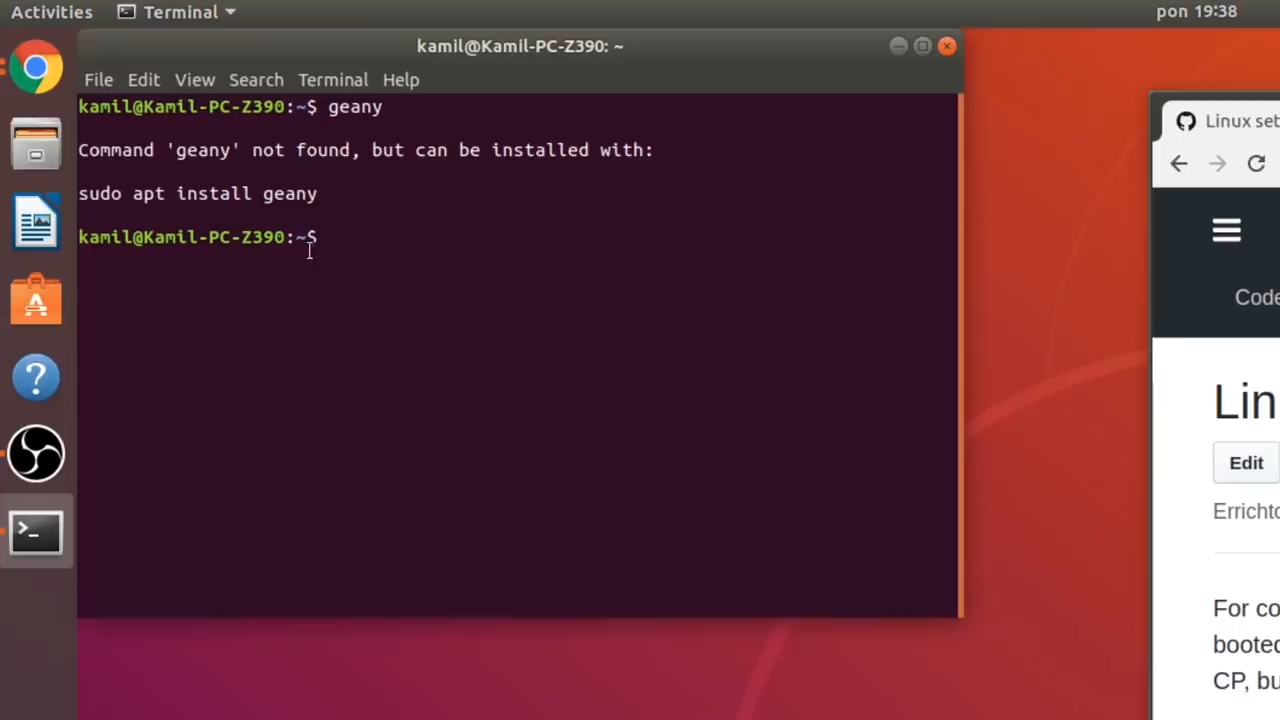 Activities Terminal pon 19:38
kamil@Kamil-PC-Z390: ~
File Edit View Search Terminal Help
kamil@Kamil-PC-Z390:~$ geany
Command 'geany' not found, but can be installed with:
sudo apt install geany
kamil@Kamil-PC-Z390:~$
Linux set
Code
Lin
Edit
Errichto
For co
booted
CP, bu